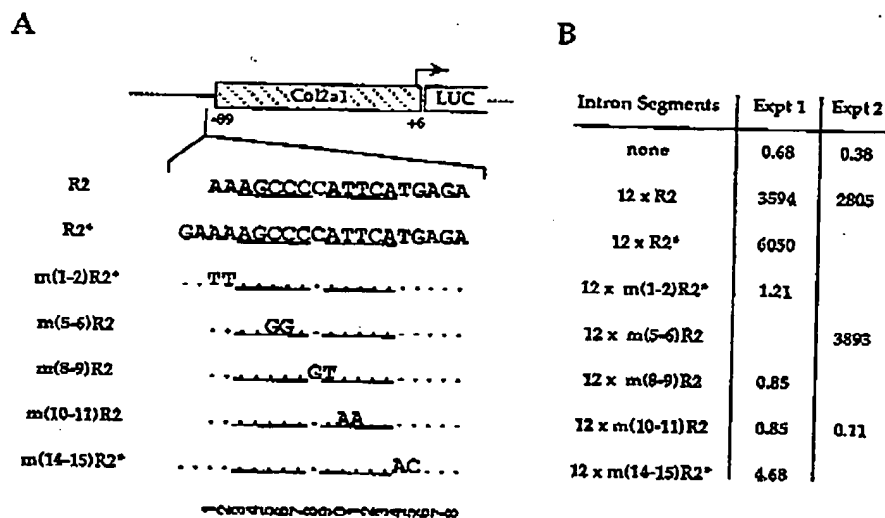 A
Col2a1
LUC
-89
+6
R2 AAAGCCCCATTCATGAGA
R2* GAAAAGCCCCATTCATGAGA
m(1-2)R2* TT
m(5-6)R2 GG
m(8-9)R2 GT
m(10-11)R2 AA
m(14-15)R2* AC
B
Intron Segments Expt 1 Expt 2
none 0.68 0.38
12 x R2 3594 2805
12 x R2* 6050
12 x m(1-2)R2* 1.21
12 x m(5-6)R2 3893
12 x m(8-9)R2 0.85
12 x m(10-11)R2 0.85 0.71
12 x m(14-15)R2* 4.68